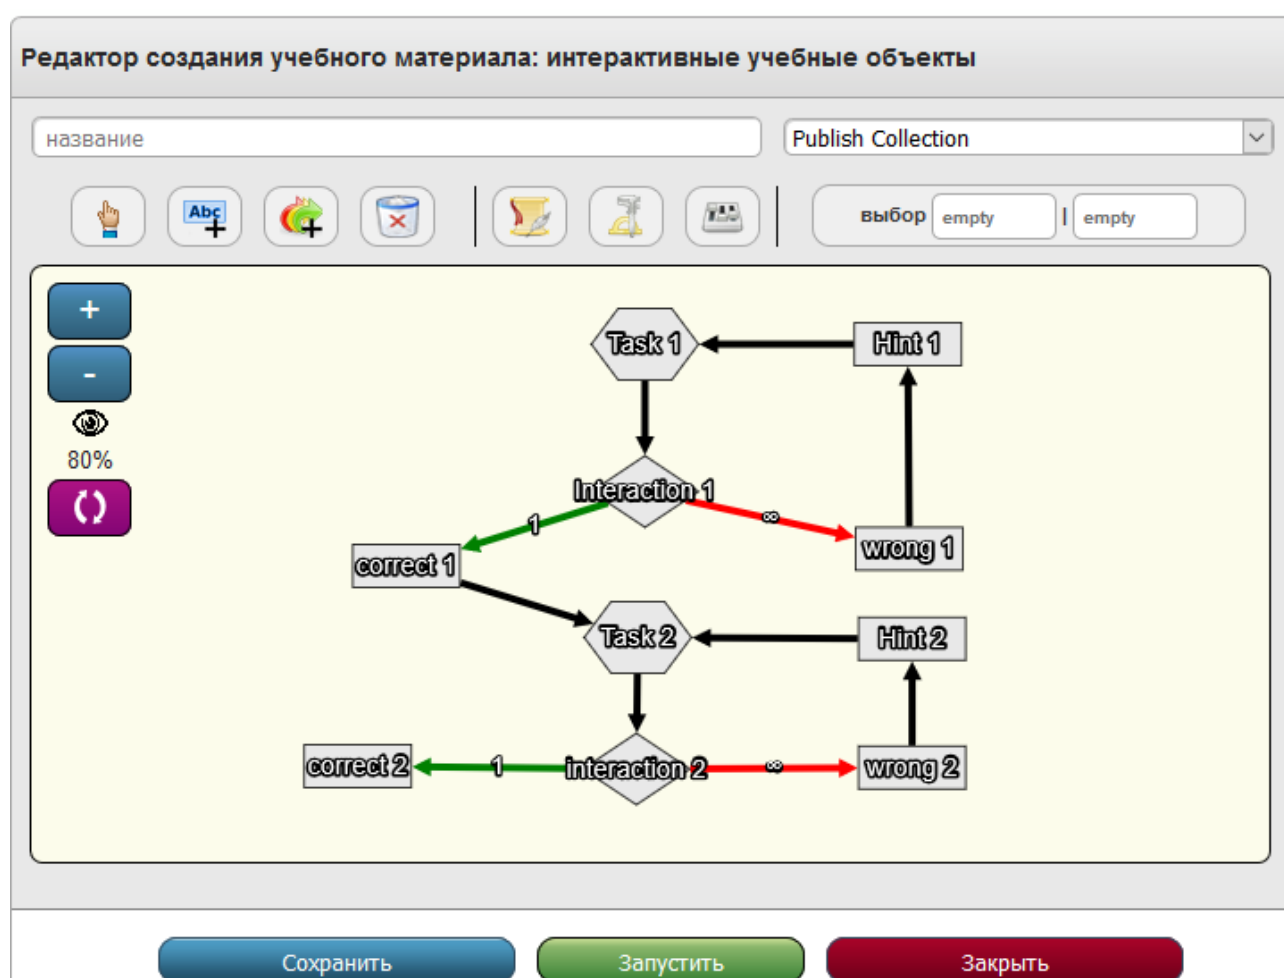 Редактор создания учебного материала: интерактивные учебные объекты
название
Publish Collection
Abc
выбор empty | empty
+
-
80%
Task 1
Hint 1
Interaction 1
1
∞
correct 1
wrong 1
Task 2
Hint 2
correct 2
1
interaction 2
∞
wrong 2
Сохранить
Запустить
Закрыть